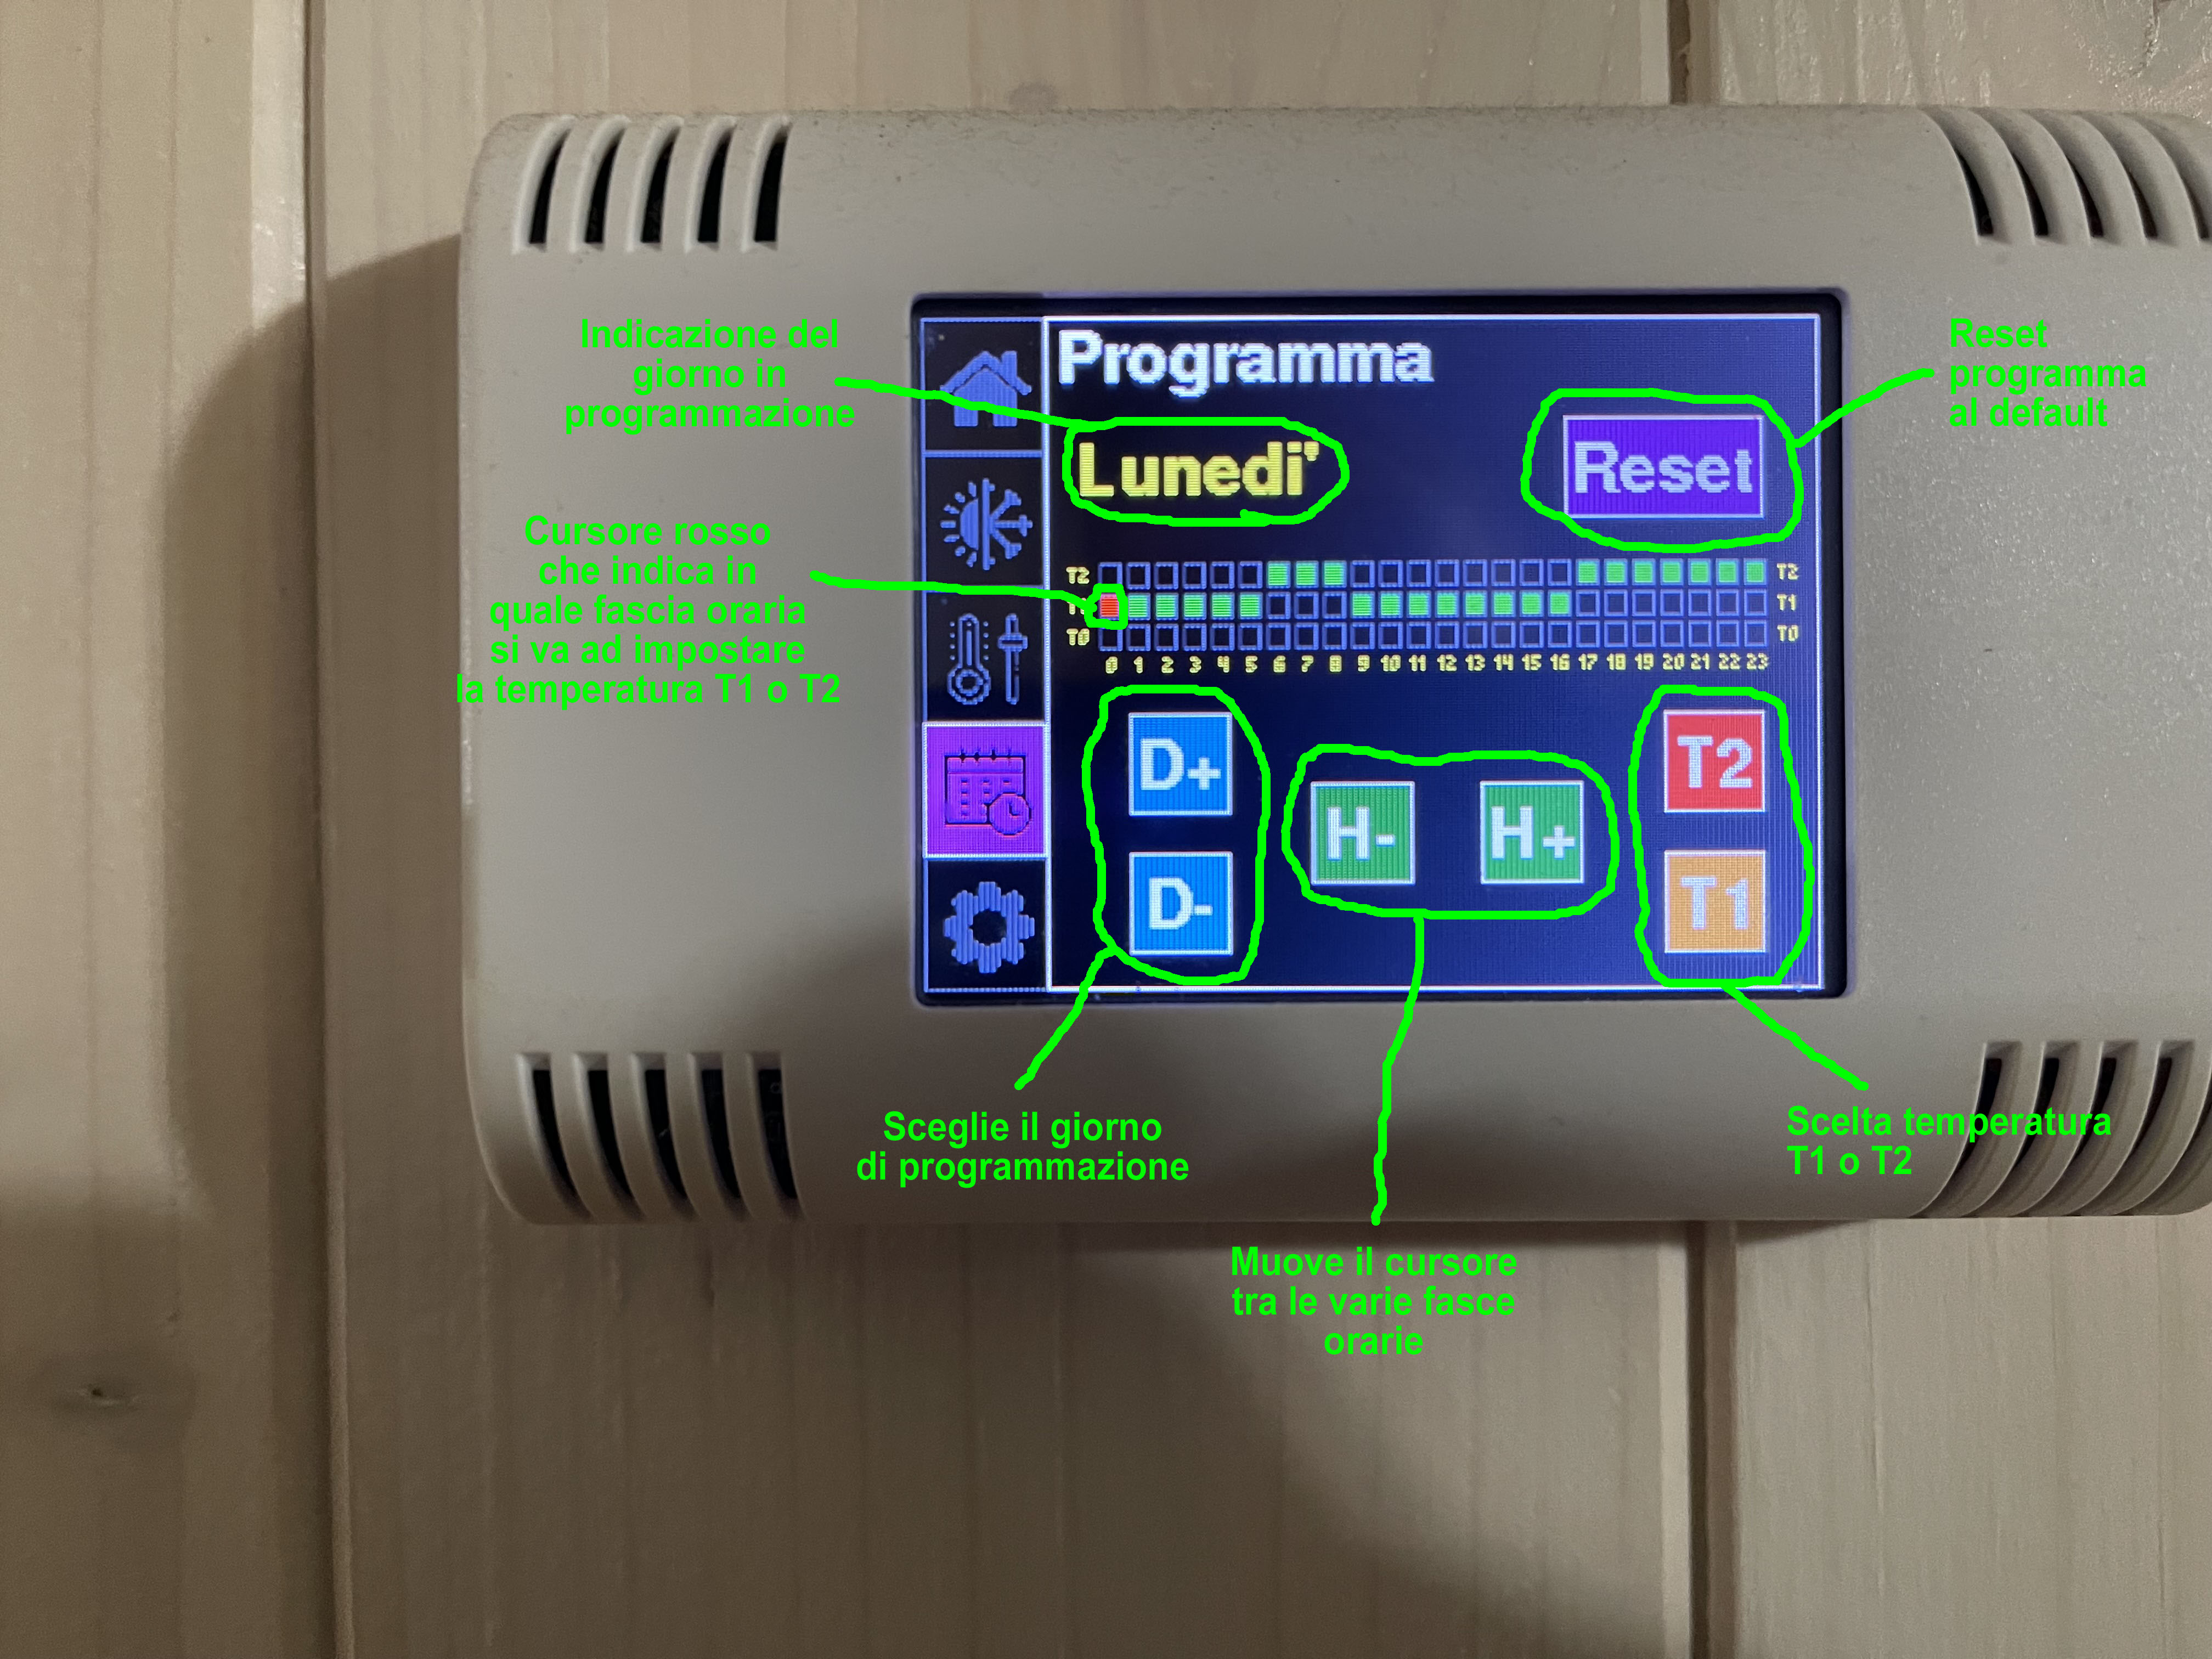 Indicazione del
giorno in
programmazione
Reset
programma
al default
Programma
Lunedi'
Reset
Cursore rosso
che indica in
quale fascia oraria
si va ad impostare
la temperatura T1 o T2
T2 T2
T1 T1
T0 T0
0 1 2 3 4 5 6 7 8 9 10 11 12 13 14 15 16 17 18 19 20 21 22 23
D+
H- H+
T2
D-
T1
Sceglie il giorno
di programmazione
Scelta temperatura
T1 o T2
Muove il cursore
tra le varie fasce
orarie